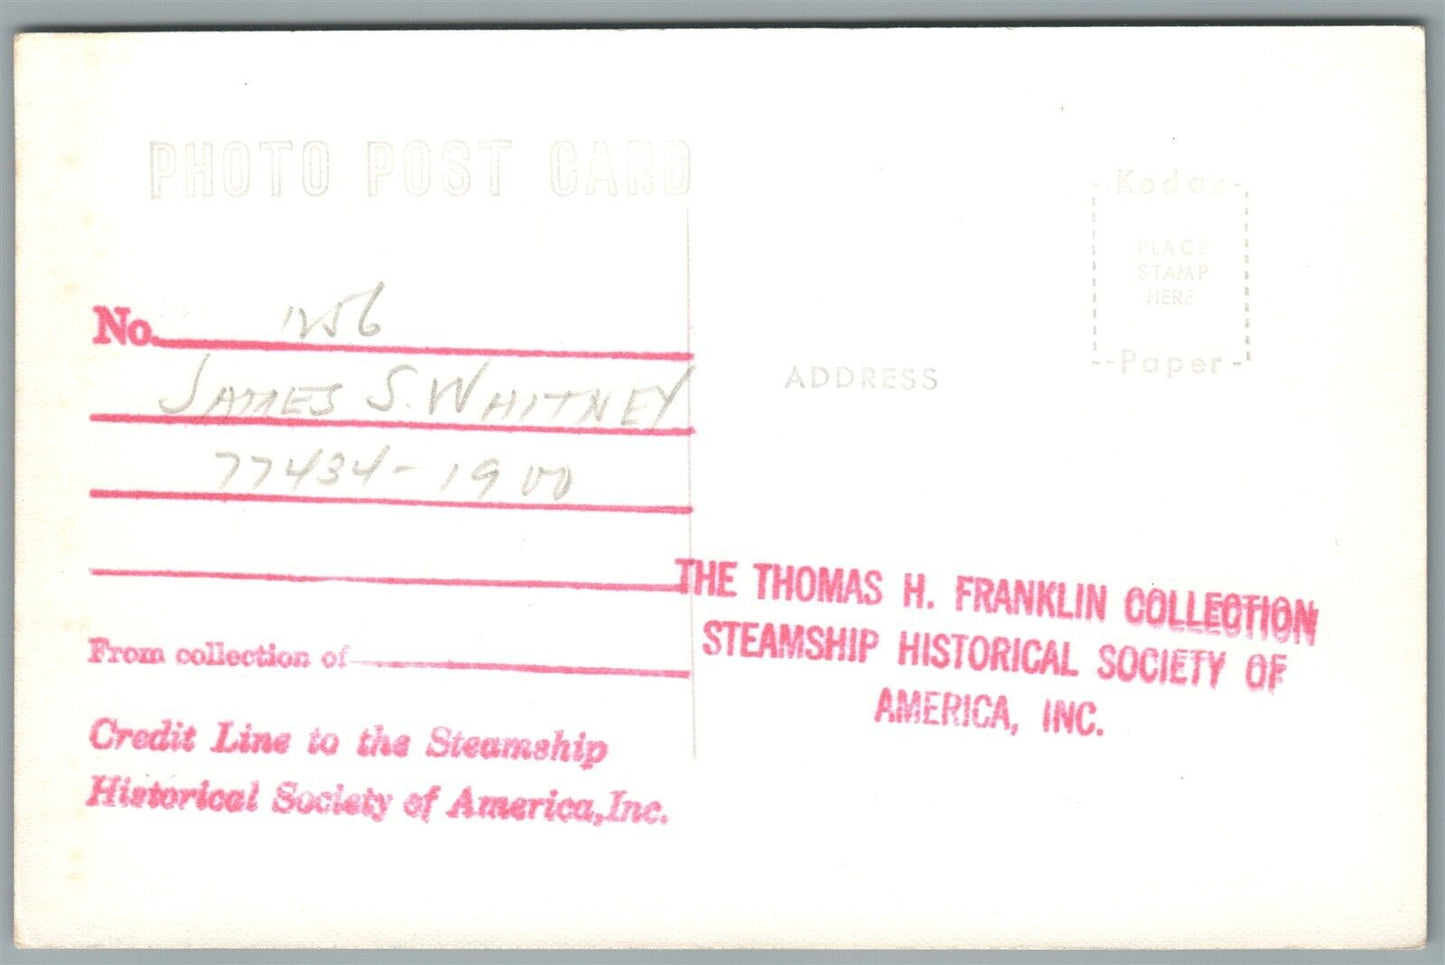 PHOTO POST CARD
Kodak
PLACE
STAMP
HERE
Paper
ADDRESS
No. 1256
JAMES S. WHITNEY
77434-1900
From collection of
Credit Line to the Steamship
Historical Society of America, Inc.
THE THOMAS H. FRANKLIN COLLECTION
STEAMSHIP HISTORICAL SOCIETY OF
AMERICA, INC.